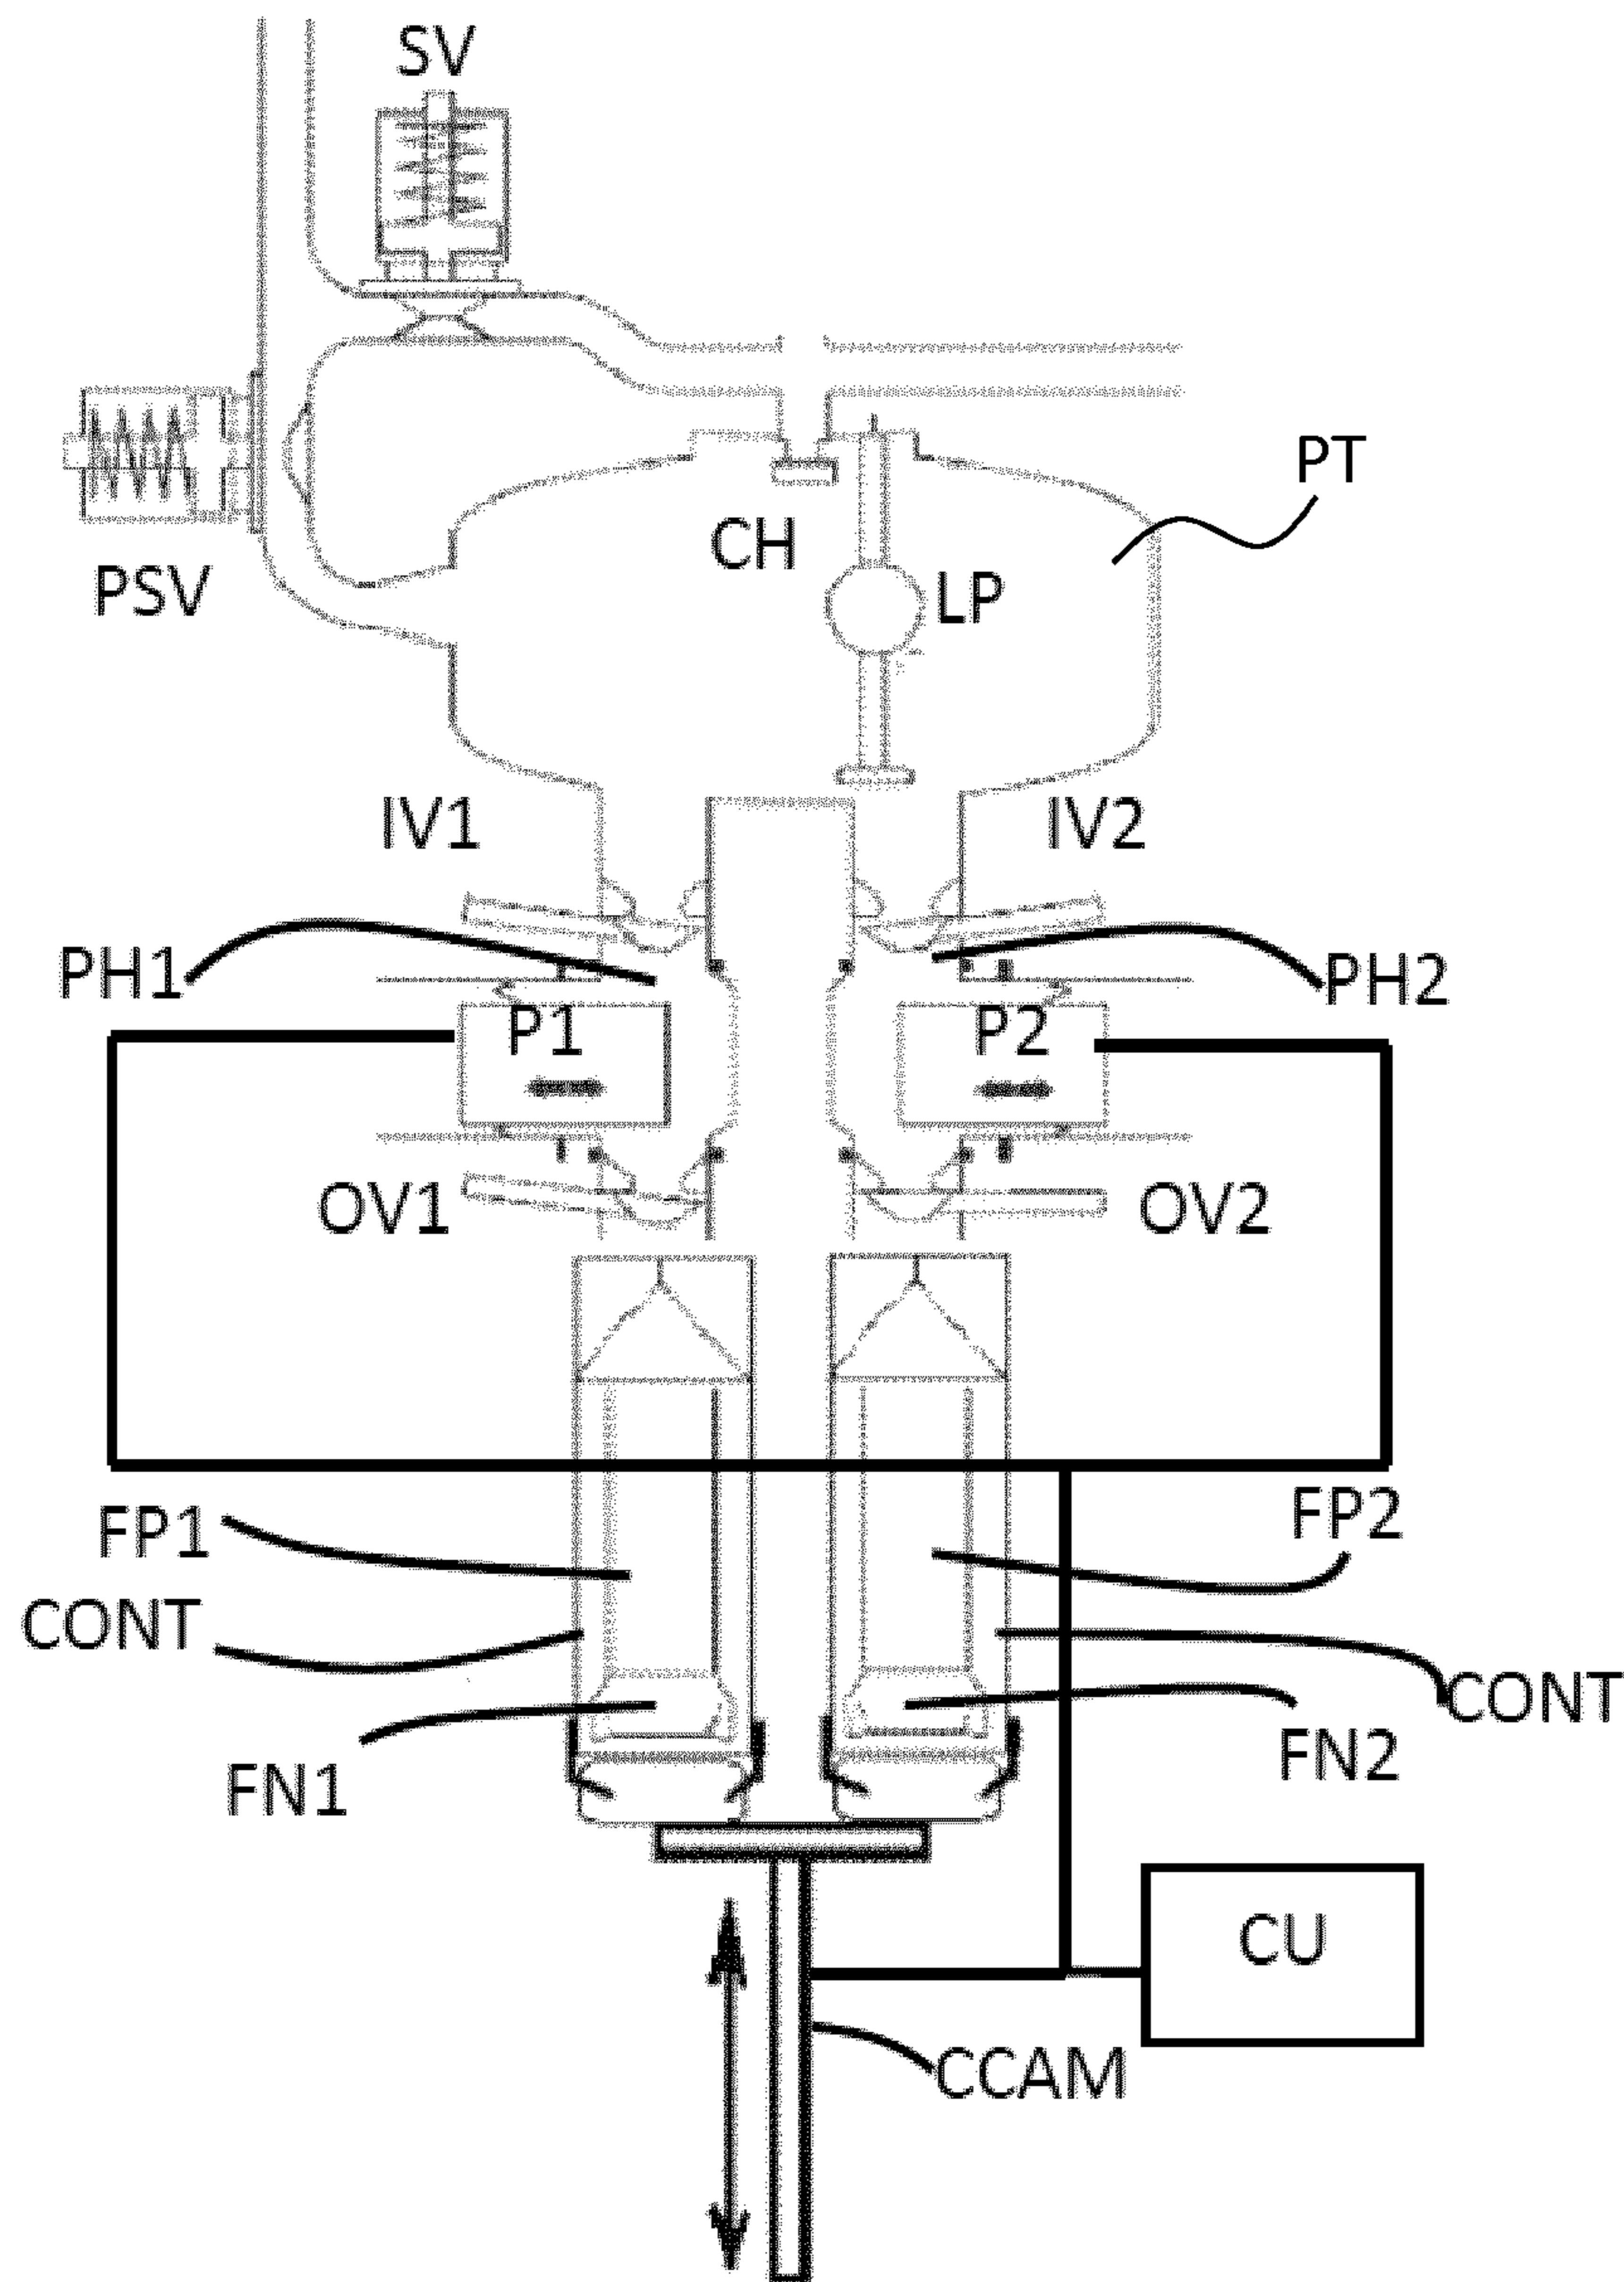 SV
PT
CH
PSV
LP
IV1
IV2
PH1
PH2
P1
P2
OV1
OV2
FP1
FP2
CONT
CONT
FN1
FN2
CU
CCAM